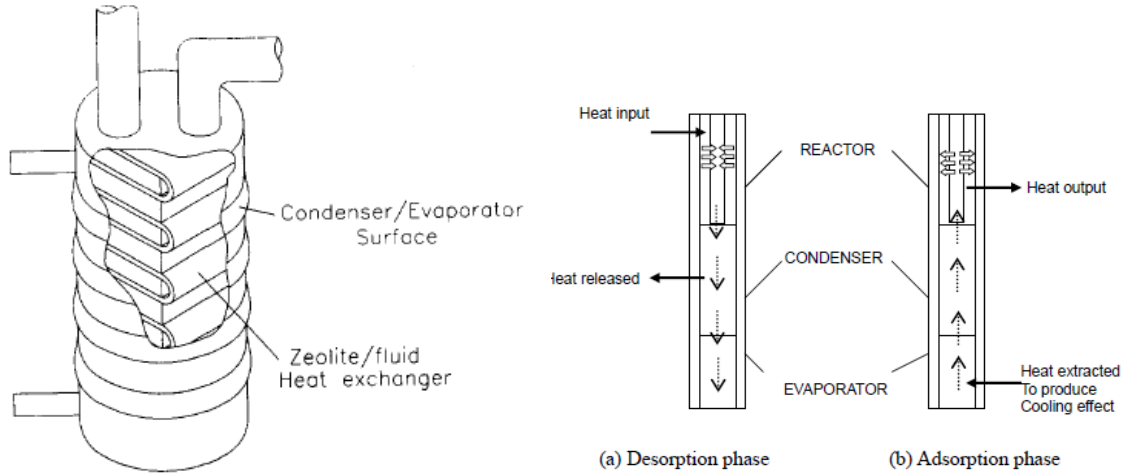 Condenser/Evaporator
Surface
Zeolite/fluid
Heat exchanger
Heat input
REACTOR
Heat output
CONDENSER
Heat released
EVAPORATOR
Heat extracted
To produce
Cooling effect
(a) Desorption phase
(b) Adsorption phase